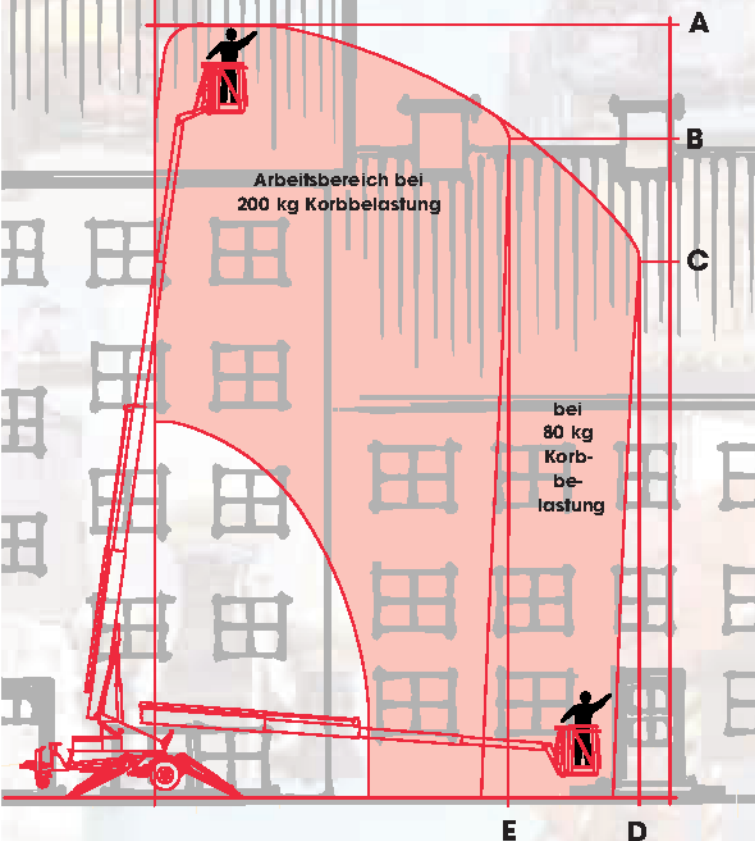 A
B
Arbeitsbereich bei
200 kg Korbbelastung
C
bei
80 kg
Korb-
be-
lastung
E D